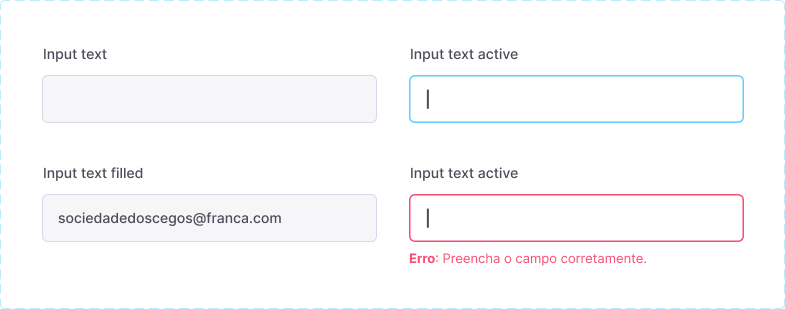 Input text
Input text active
Input text filled
Input text active
sociedadedoscegos@franca.com
Erro: Preencha o campo corretamente.